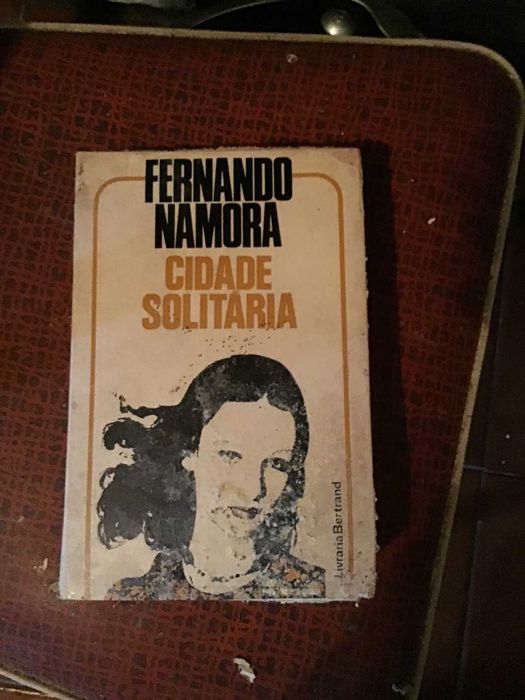 FERNANDO
NAMORA
CIDADE
SOLITÁRIA
Livraria Bertrand